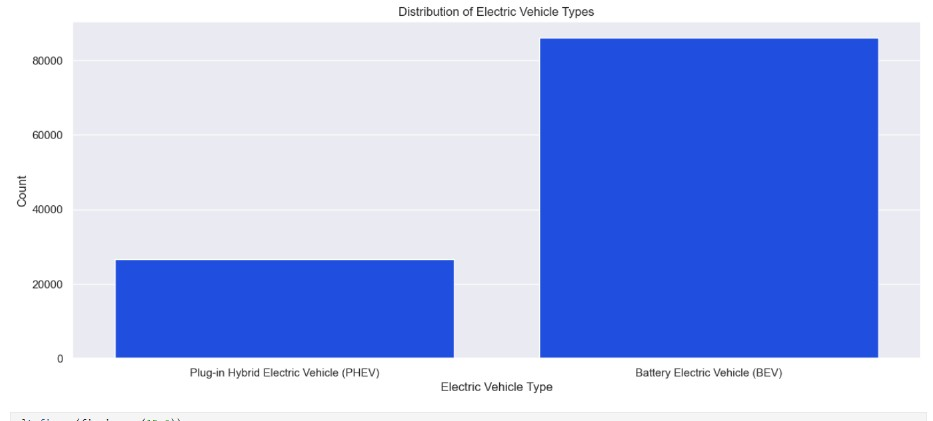 Distribution of Electric Vehicle Types
80000
60000
40000
20000
0
Count
Plug-in Hybrid Electric Vehicle (PHEV)
Battery Electric Vehicle (BEV)
Electric Vehicle Type